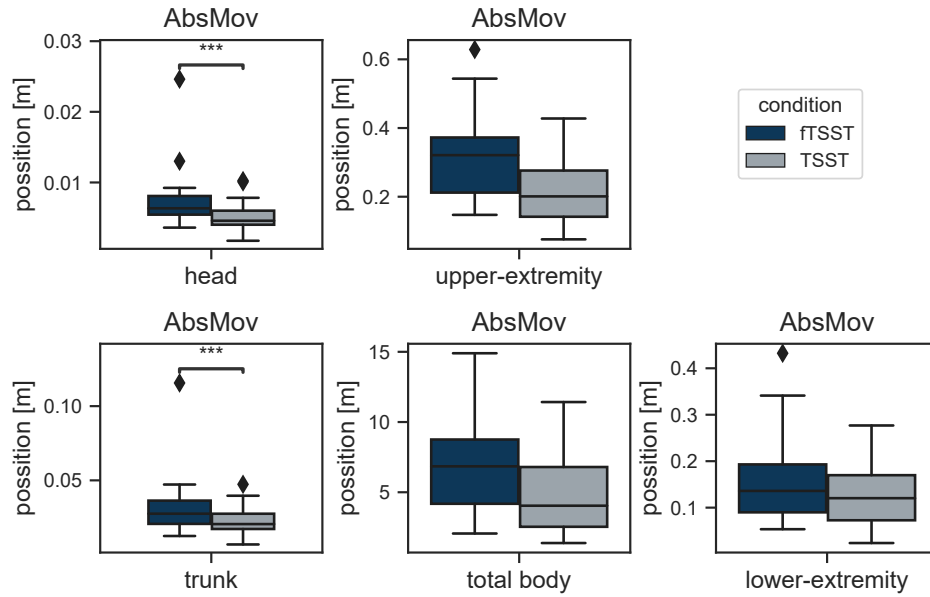 AbsMov
0.03
0.02
0.01
possition [m]
***
head
AbsMov
0.6
0.4
0.2
possition [m]
upper-extremity
condition
fTSST
TSST
AbsMov
0.10
0.05
possition [m]
***
trunk
AbsMov
15
10
5
possition [m]
total body
AbsMov
0.4
0.3
0.2
0.1
possition [m]
lower-extremity